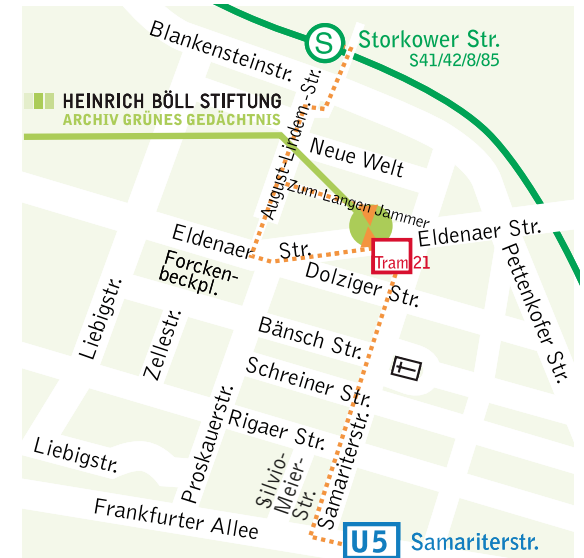 Blankensteinstr.
S
Storkower Str.
S41/42/8/85
HEINRICH BÖLL STIFTUNG
ARCHIV GRÜNES GEDÄCHTNIS
August-Lindem.-Str.
Neue Welt
Zum Langen Jammer
Eldenaer Str.
Eldenaer Str.
Tram 21
Forcken-
beckpl.
Dolziger Str.
Pettenkofer Str.
Liebigstr.
Zellestr.
Bänsch Str.
Schreiner Str.
Rigaer Str.
Proskauerstr.
Samariterstr.
Silvio-
Meier-
Str.
Liebigstr.
Frankfurter Allee
U5 Samariterstr.